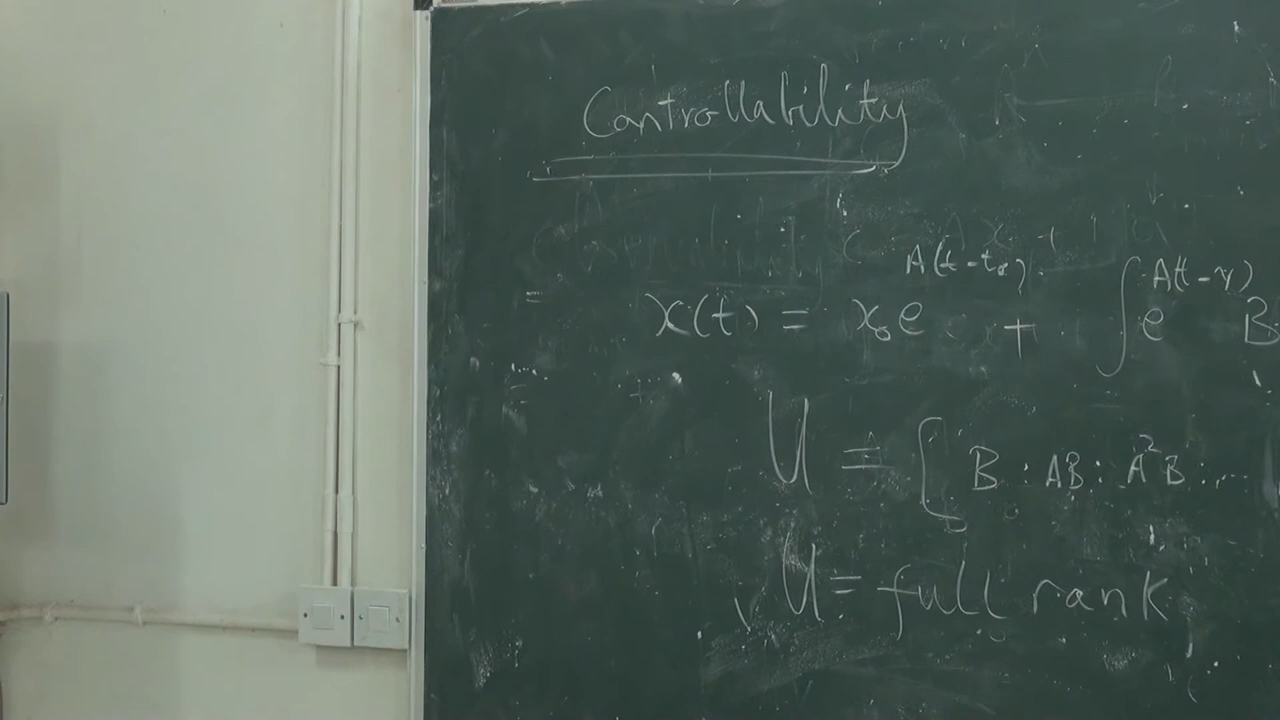 Controllability
x(t) = x₀e^{A(t-t₀)} + ∫e^{A(t-γ)} B
U = [ B : AB : A²B : ...
U = full rank